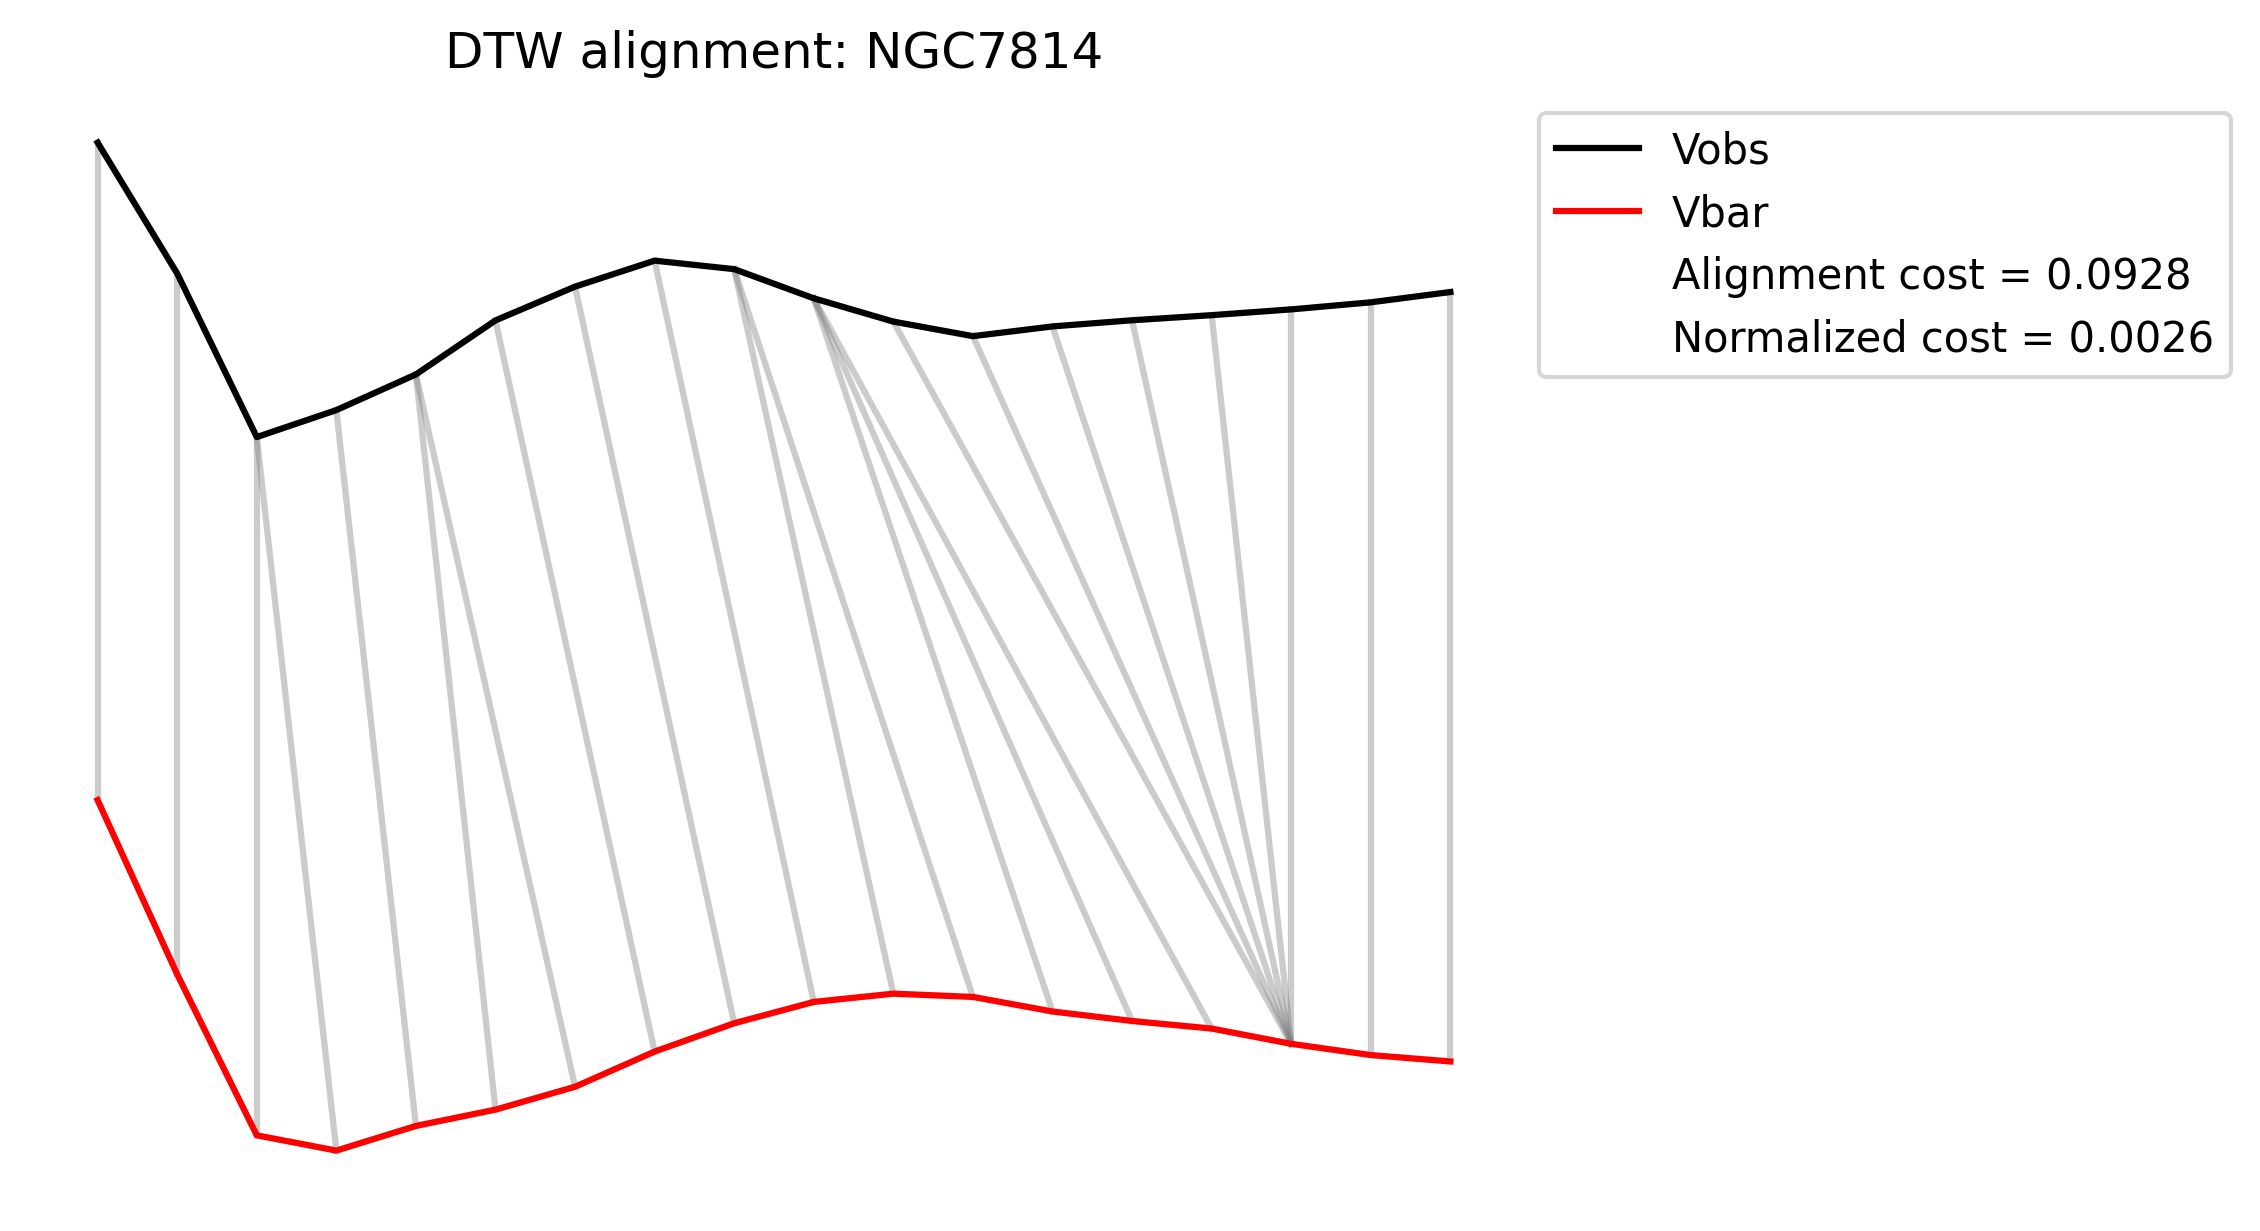 DTW alignment: NGC7814
Vobs
Vbar
Alignment cost = 0.0928
Normalized cost = 0.0026